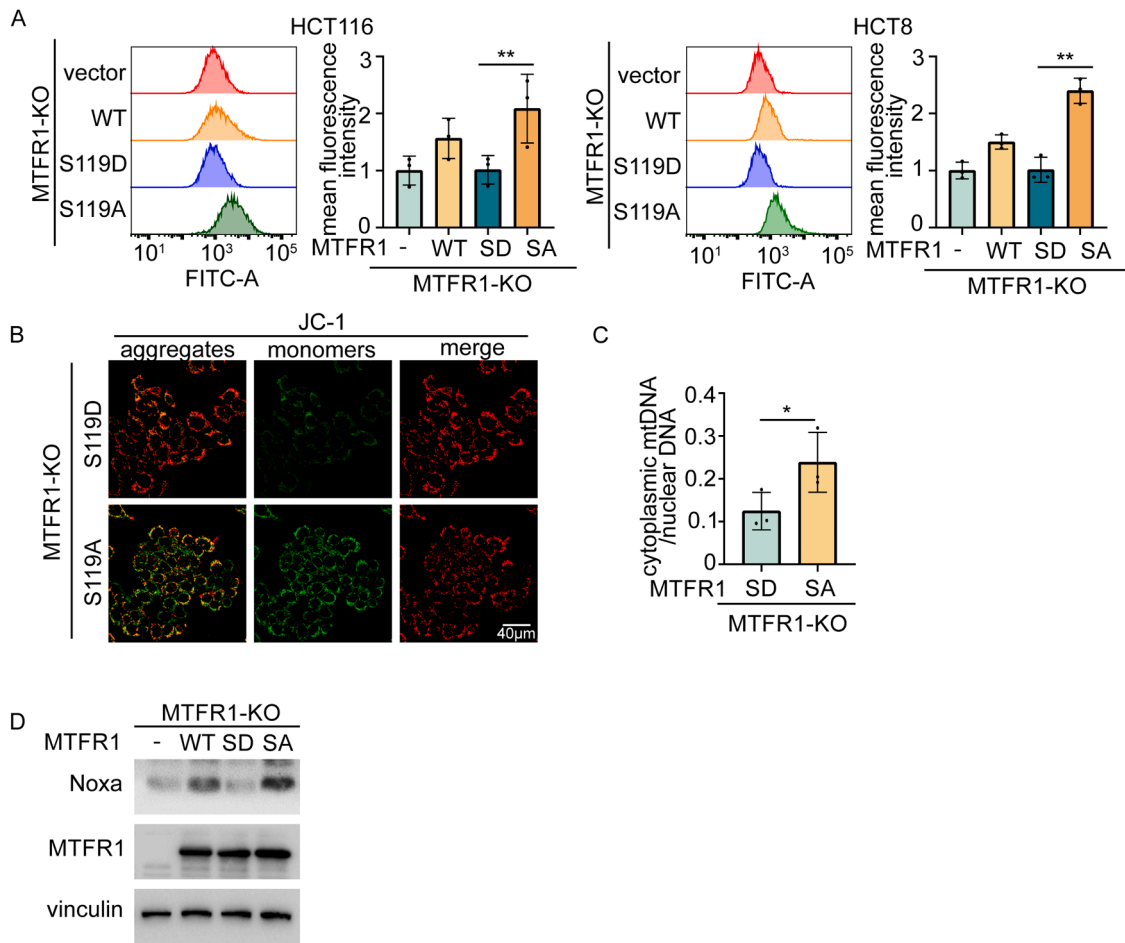 A
HCT116
MTFR1-KO
vector
WT
S119D
S119A
10¹ 10³ 10⁵
FITC-A
mean fluorescence
intensity
3
2
1
0
**
MTFR1 - WT SD SA
MTFR1-KO
HCT8
MTFR1-KO
vector
WT
S119D
S119A
10¹ 10³ 10⁵
FITC-A
mean fluorescence
intensity
3
2
1
0
**
MTFR1 - WT SD SA
MTFR1-KO
B
JC-1
aggregates monomers merge
MTFR1-KO
S119D
S119A
40μm
C
cytoplasmic mtDNA
/nuclear DNA
0.4
0.3
0.2
0.1
0
*
MTFR1 SD SA
MTFR1-KO
D
MTFR1-KO
MTFR1 - WT SD SA
Noxa
MTFR1
vinculin